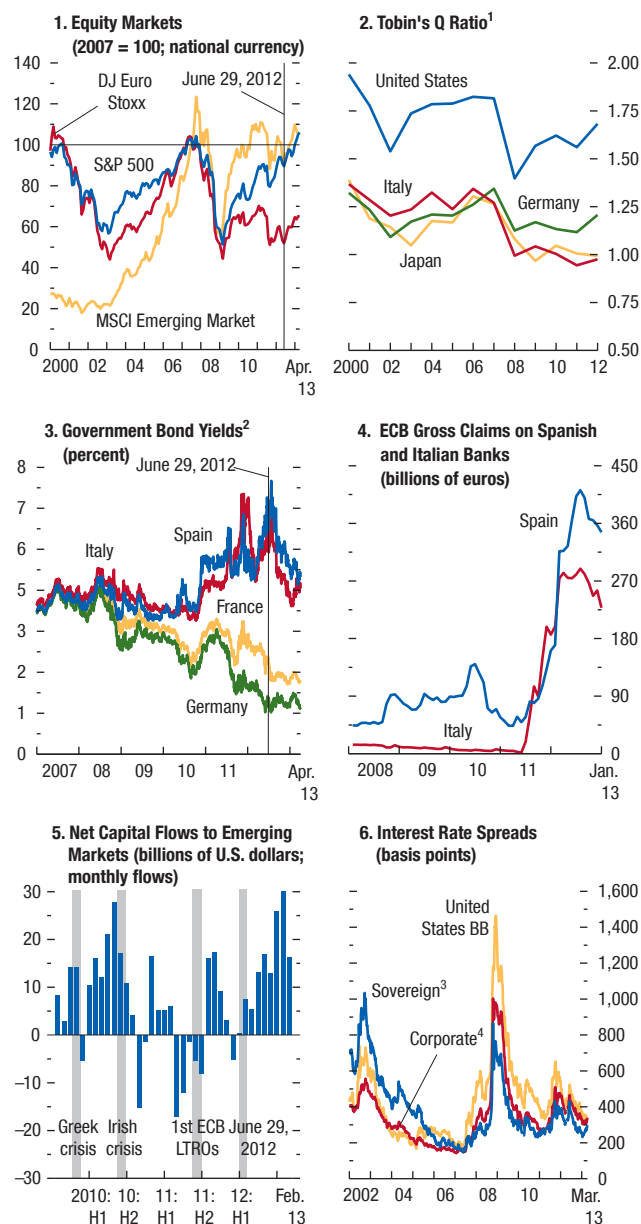 1. Equity Markets
(2007 = 100; national currency)
DJ Euro
Stoxx
June 29, 2012
S&P 500
MSCI Emerging Market
140
120
100
80
60
40
20
0
2000 02 04 06 08 10 12 Apr.
13
2. Tobin's Q Ratio1
United States
Italy
Germany
Japan
2.00
1.75
1.50
1.25
1.00
0.75
0.50
2000 02 04 06 08 10 12
3. Government Bond Yields2
(percent)
June 29, 2012
Spain
Italy
France
Germany
8
7
6
5
3
2
1
0
2007 08 09 10 11 Apr.
13
4. ECB Gross Claims on Spanish
and Italian Banks
(billions of euros)
Spain
Italy
450
360
270
180
90
0
2008 09 10 11 Jan.
13
5. Net Capital Flows to Emerging
Markets (billions of U.S. dollars;
monthly flows)
30
20
10
0
–10
–20
–30
Greek
crisis
Irish
crisis
1st ECB
LTROs
June 29,
2012
2010: 10: 11: 11: 12: Feb.
H1 H2 H1 H2 H1 13
6. Interest Rate Spreads
(basis points)
United
States BB
Sovereign3
Corporate4
1,600
1,400
1,200
1,000
800
600
400
200
0
2002 04 06 08 10 Mar.
13